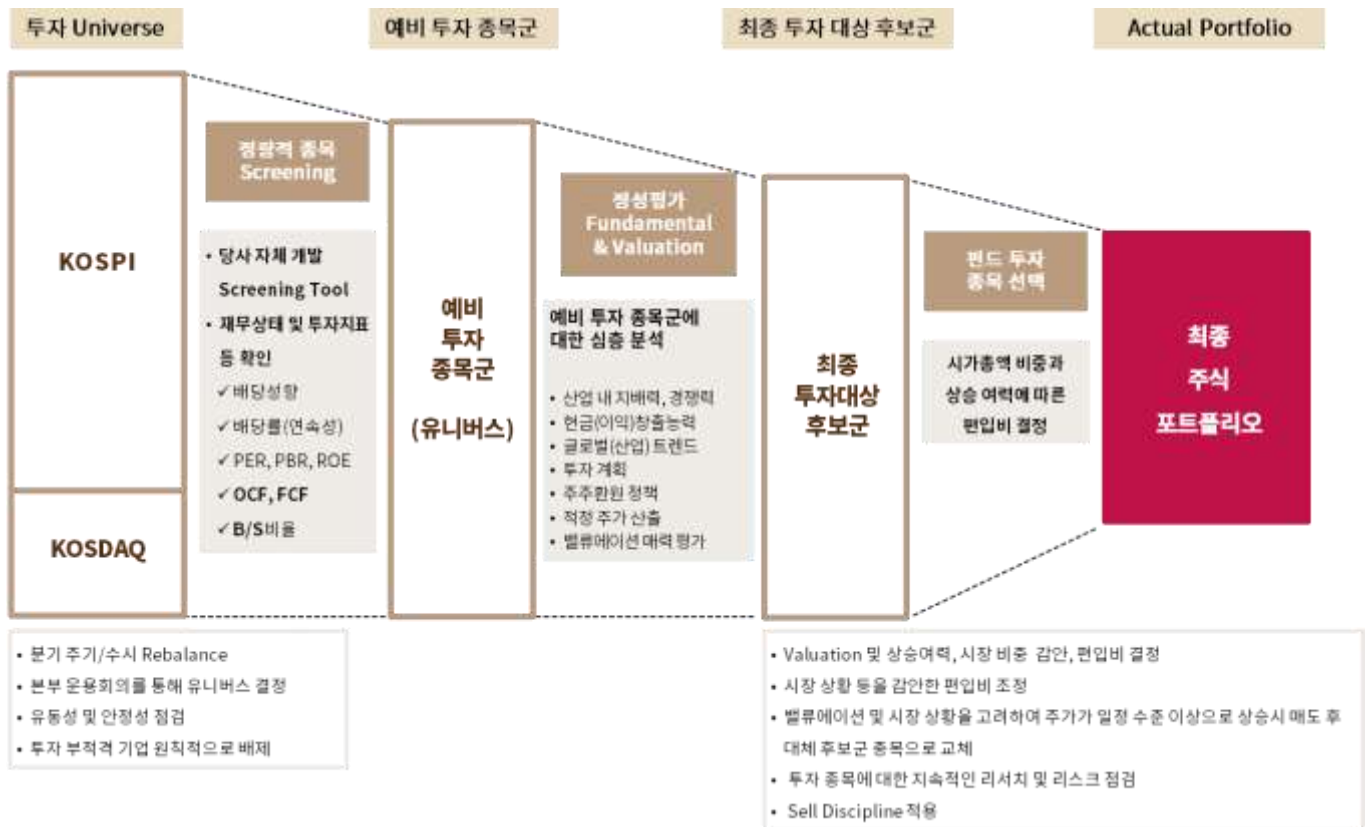 투자 Universe
예비 투자 종목군
최종 투자 대상 후보군
Actual Portfolio
KOSPI
KOSDAQ
정량적 종목
Screening
• 당사 자체 개발
Screening Tool
• 재무상태 및 투자지표
등 확인
✓배당성향
✓배당률(연속성)
✓PER, PBR, ROE
✓OCF, FCF
✓B/S비율
예비
투자
종목군
(유니버스)
정성평가
Fundamental
& Valuation
예비 투자 종목군에
대한 심층 분석
• 산업 내 지배력, 경쟁력
• 현금(이익)창출능력
• 글로벌(산업) 트렌드
• 투자 계획
• 주주환원 정책
• 적정 주가 산출
• 밸류에이션 매력 평가
최종
투자대상
후보군
펀드 투자
종목 선택
시가총액 비중과
상승 여력에 따른
편입비 결정
최종
주식
포트폴리오
• 분기 주기/수시 Rebalance
• 본부 운용회의를 통해 유니버스 결정
• 유동성 및 안정성 점검
• 투자 부적격 기업 원칙적으로 배제
• Valuation 및 상승여력, 시장 비중 감안, 편입비 결정
• 시장 상황 등을 감안한 편입비 조정
• 밸류에이션 및 시장 상황을 고려하여 주가가 일정 수준 이상으로 상승시 매도 후
대체 후보군 종목으로 교체
• 투자 종목에 대한 지속적인 리서치 및 리스크 점검
• Sell Discipline 적용